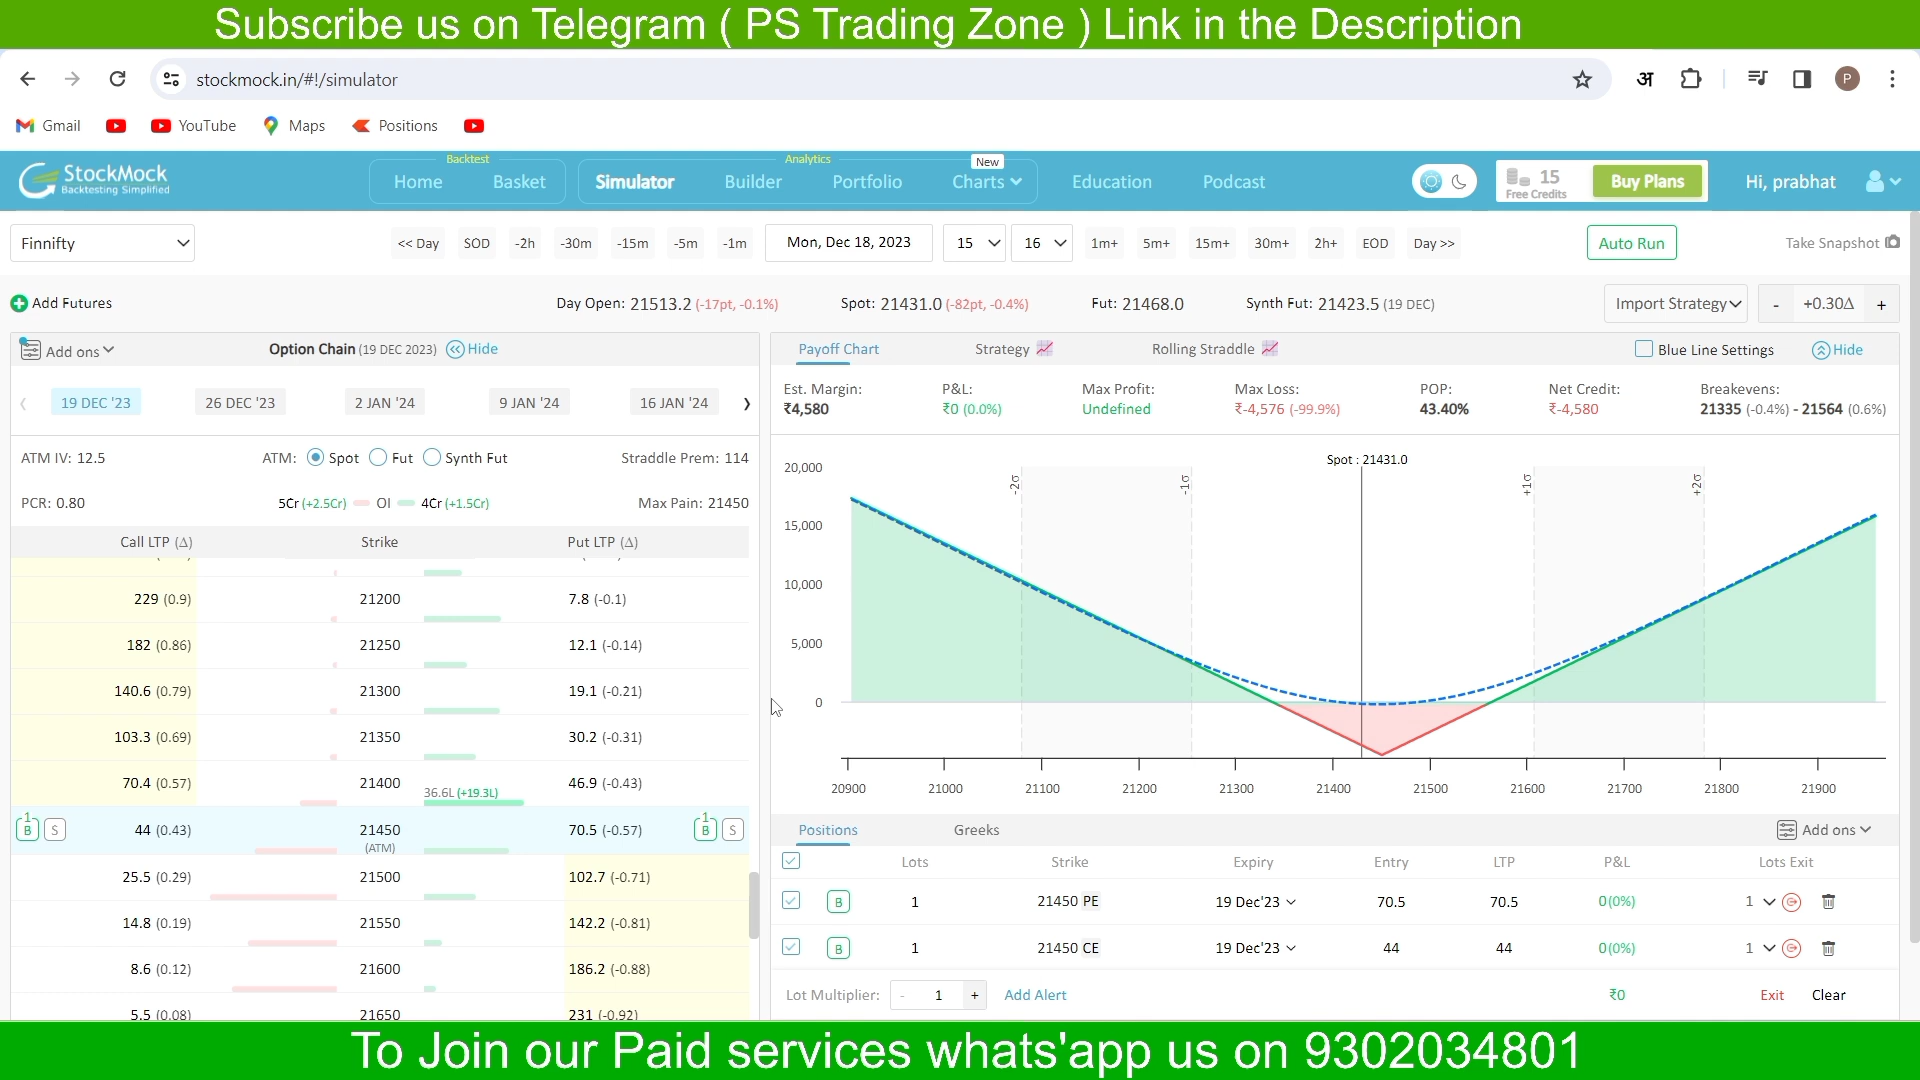 Subscribe us on Telegram ( PS Trading Zone ) Link in the Description
stockmock.in/#!/simulator
अ
P
Gmail YouTube Maps Positions
StockMock
Backtesting Simplified
Backtest
Home Basket
Analytics
Simulator Builder Portfolio Charts
New
Education Podcast
15
Free Credits
Buy Plans
Hi, prabhat
Finnifty
<< Day SOD -2h -30m -15m -5m -1m Mon, Dec 18, 2023 15 16 1m+ 5m+ 15m+ 30m+ 2h+ EOD Day >>
Auto Run
Take Snapshot
Add Futures
Day Open: 21513.2 (-17pt, -0.1%) Spot: 21431.0 (-82pt, -0.4%) Fut: 21468.0 Synth Fut: 21423.5 (19 DEC)
Import Strategy
- +0.30Δ +
Add ons Option Chain (19 DEC 2023) Hide
19 DEC '23 26 DEC '23 2 JAN '24 9 JAN '24 16 JAN '24
ATM IV: 12.5 ATM: Spot Fut Synth Fut Straddle Prem: 114
PCR: 0.80 5Cr (+2.5Cr) OI 4Cr (+1.5Cr) Max Pain: 21450
Call LTP (Δ) Strike Put LTP (Δ)
229 (0.9) 21200 7.8 (-0.1)
182 (0.86) 21250 12.1 (-0.14)
140.6 (0.79) 21300 19.1 (-0.21)
103.3 (0.69) 21350 30.2 (-0.31)
70.4 (0.57) 21400 36.6L (+19.3L) 46.9 (-0.43)
1 B S 44 (0.43) 21450 (ATM) 70.5 (-0.57) 1 B S
25.5 (0.29) 21500 102.7 (-0.71)
14.8 (0.19) 21550 142.2 (-0.81)
8.6 (0.12) 21600 186.2 (-0.88)
5.5 (0.08) 21650 231 (-0.92)
Payoff Chart Strategy Rolling Straddle Blue Line Settings Hide
Est. Margin: P&L: Max Profit: Max Loss: POP: Net Credit: Breakevens:
₹4,580 ₹0 (0.0%) Undefined ₹-4,576 (-99.9%) 43.40% ₹-4,580 21335 (-0.4%) - 21564 (0.6%)
Spot : 21431.0
20,000
15,000
10,000
5,000
0
-2σ -1σ +1σ +2σ
20900 21000 21100 21200 21300 21400 21500 21600 21700 21800 21900
Positions Greeks Add ons
Lots Strike Expiry Entry LTP P&L Lots Exit
B 1 21450 PE 19 Dec'23 70.5 70.5 0(0%) 1
B 1 21450 CE 19 Dec'23 44 44 0(0%) 1
Lot Multiplier: - 1 + Add Alert ₹0 Exit Clear
To Join our Paid services whats'app us on 9302034801